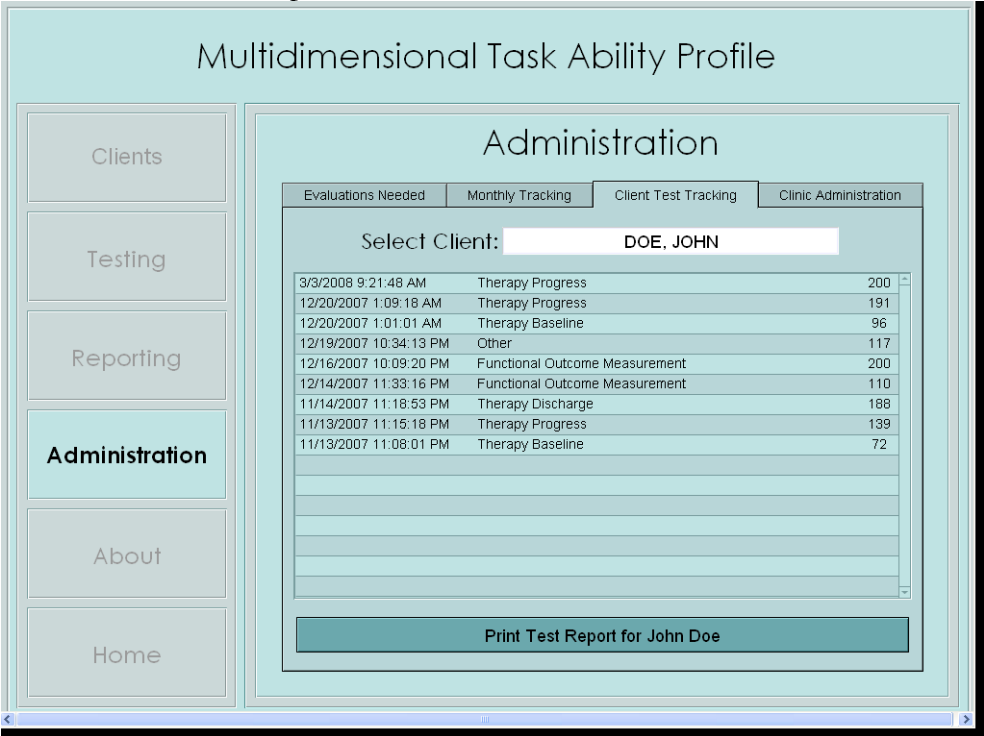 Multidimensional Task Ability Profile
Clients
Testing
Reporting
Administration
About
Home
Administration
Evaluations Needed Monthly Tracking Client Test Tracking Clinic Administration
Select Client: DOE, JOHN
3/3/2008 9:21:48 AM Therapy Progress 200
12/20/2007 1:09:18 AM Therapy Progress 191
12/20/2007 1:01:01 AM Therapy Baseline 96
12/19/2007 10:34:13 PM Other 117
12/16/2007 10:09:20 PM Functional Outcome Measurement 200
12/14/2007 11:33:16 PM Functional Outcome Measurement 110
11/14/2007 11:18:53 PM Therapy Discharge 188
11/13/2007 11:15:18 PM Therapy Progress 139
11/13/2007 11:08:01 PM Therapy Baseline 72
Print Test Report for John Doe